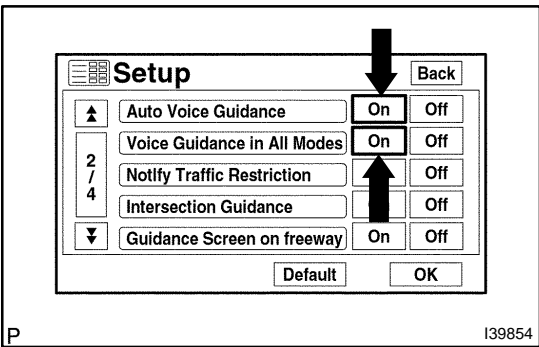 Setup Back
Auto Voice Guidance On Off
Voice Guidance in All Modes On Off
2
/
4
Notlfy Traffic Restriction Off
Intersection Guidance Off
Guidance Screen on freeway On Off
Default OK
P I39854